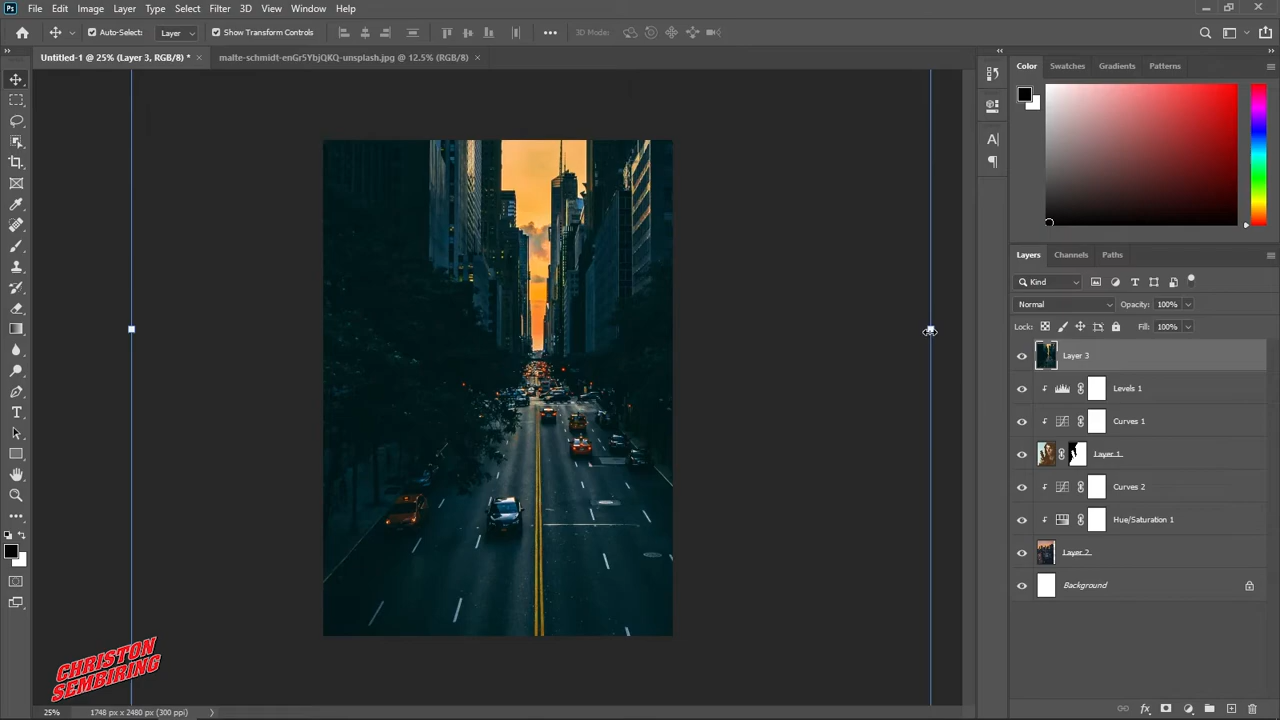 Ps File Edit Image Layer Type Select Filter 3D View Window Help
Auto-Select: Layer Show Transform Controls 3D Mode:
Untitled-1 @ 25% (Layer 3, RGB/8) * malte-schmidt-enGr5YbjQKQ-unsplash.jpg @ 12.5% (RGB/8)
Color Swatches Gradients Patterns
Layers Channels Paths
Kind
Normal Opacity: 100%
Lock: Fill: 100%
Layer 3
Levels 1
Curves 1
Layer 1
Curves 2
Hue/Saturation 1
Layer 2
Background
CHRISTON
SEMBIRING
25% 1748 px x 2480 px (300 ppi)